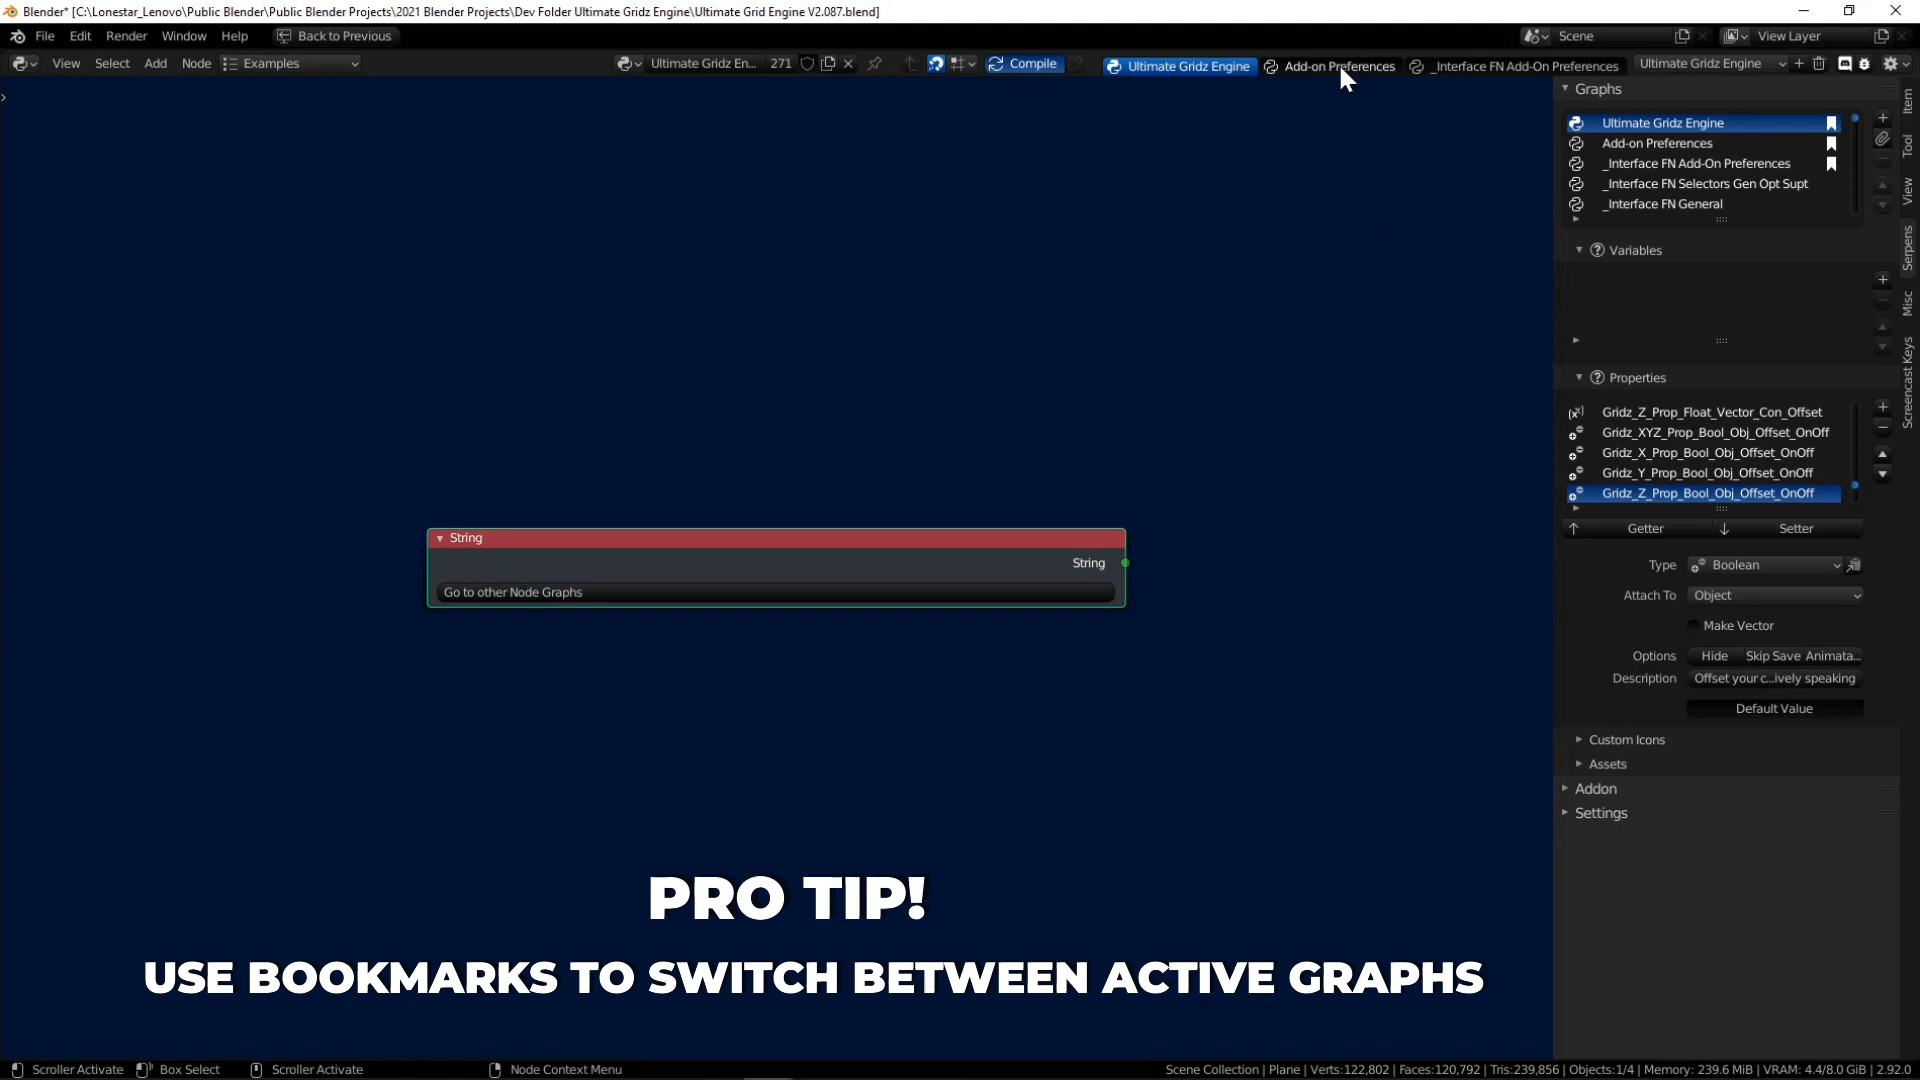 Blender* [C:\Lonestar_Lenovo\Public Blender\Public Blender Projects\2021 Blender Projects\Dev Folder Ultimate Gridz Engine\Ultimate Grid Engine V2.087.blend]
File Edit Render Window Help Back to Previous Scene View Layer
View Select Add Node Examples Ultimate Gridz En... 271 Compile Ultimate Gridz Engine Add-on Preferences _Interface FN Add-On Preferences Ultimate Gridz Engine
Graphs
Ultimate Gridz Engine
Add-on Preferences
_Interface FN Add-On Preferences
_Interface FN Selectors Gen Opt Supt
_Interface FN General
Variables
Properties
Gridz_Z_Prop_Float_Vector_Con_Offset
Gridz_XYZ_Prop_Bool_Obj_Offset_OnOff
Gridz_X_Prop_Bool_Obj_Offset_OnOff
Gridz_Y_Prop_Bool_Obj_Offset_OnOff
Gridz_Z_Prop_Bool_Obj_Offset_OnOff
Getter Setter
Type Boolean
Attach To Object
Make Vector
Options Hide Skip Save Animata...
Description Offset your c...ively speaking
Default Value
Custom Icons
Assets
Addon
Settings
Item
Tool
View
Serpens
Misc
Screencast Keys
String
String
Go to other Node Graphs
PRO TIP!
USE BOOKMARKS TO SWITCH BETWEEN ACTIVE GRAPHS
Scroller Activate Box Select Scroller Activate Node Context Menu Scene Collection | Plane | Verts:122,802 | Faces:120,792 | Tris:239,856 | Objects:1/4 | Memory: 239.6 MiB | VRAM: 4.4/8.0 GiB | 2.92.0